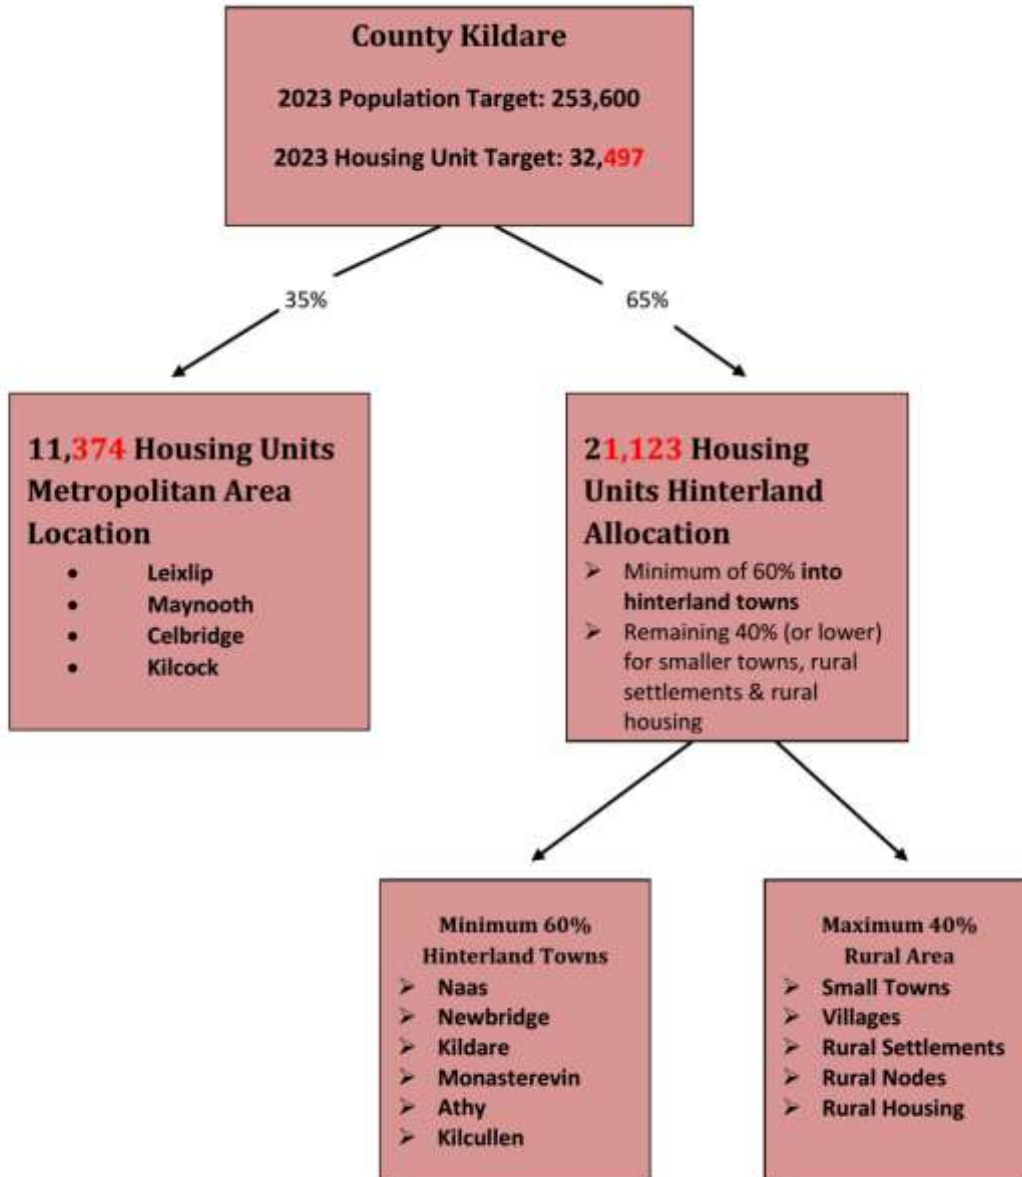 County Kildare
2023 Population Target: 253,600
2023 Housing Unit Target: 32,497
35%
65%
11,374 Housing Units
Metropolitan Area
Location
• Leixlip
• Maynooth
• Celbridge
• Kilcock
21,123 Housing
Units Hinterland
Allocation
➢ Minimum of 60% into
hinterland towns
➢ Remaining 40% (or lower)
for smaller towns, rural
settlements & rural
housing
Minimum 60%
Hinterland Towns
➢ Naas
➢ Newbridge
➢ Kildare
➢ Monasterevin
➢ Athy
➢ Kilcullen
Maximum 40%
Rural Area
➢ Small Towns
➢ Villages
➢ Rural Settlements
➢ Rural Nodes
➢ Rural Housing